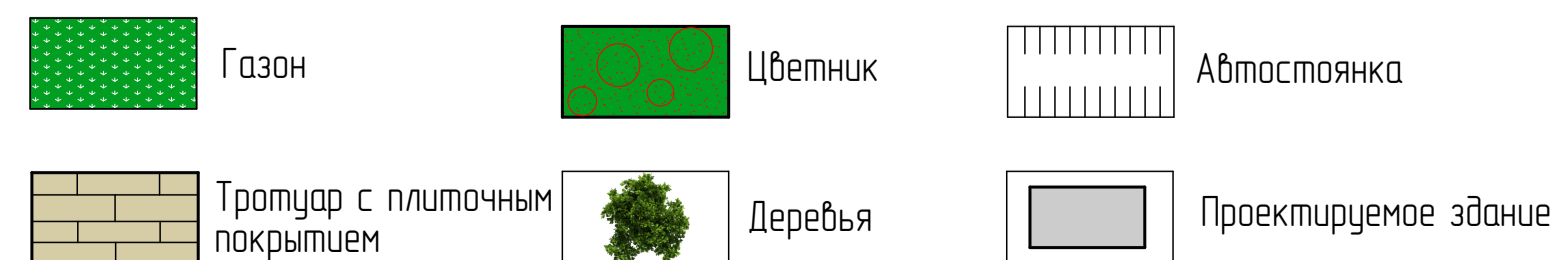 Газон
Цветник
Автостоянка
Тротуар с плиточным
покрытием
Деревья
Проектируемое здание